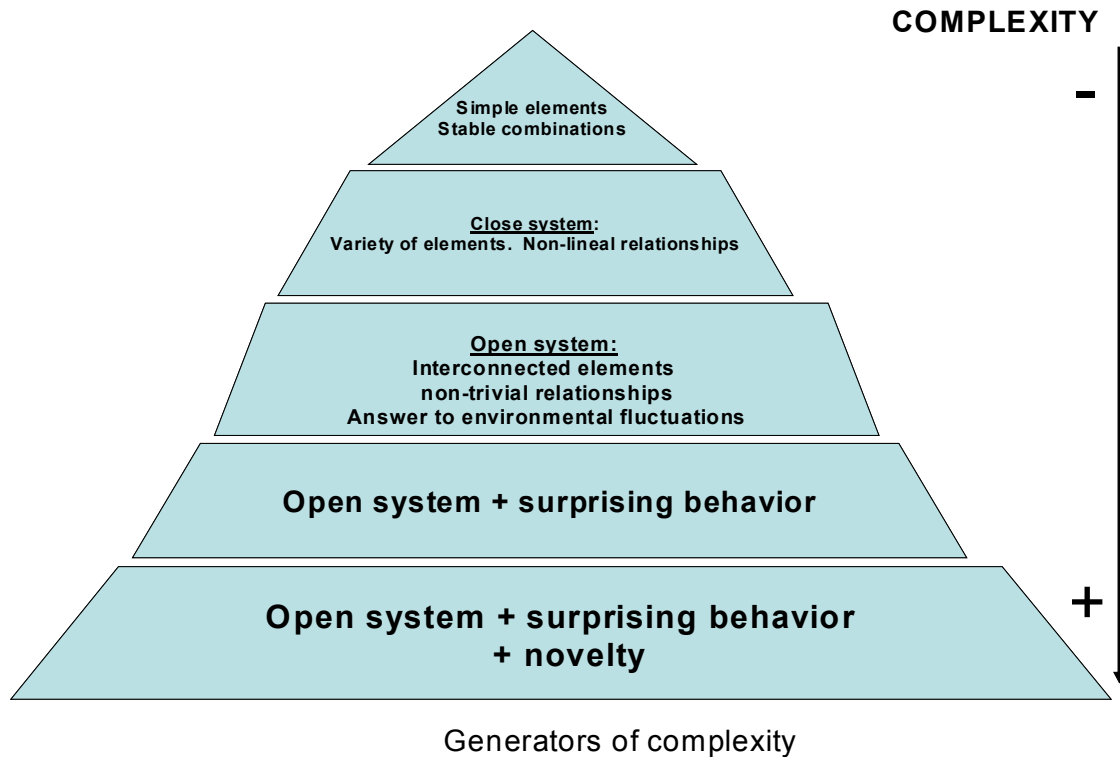 COMPLEXITY
-
Simple elements
Stable combinations
Close system:
Variety of elements.  Non-lineal relationships
Open system:
Interconnected elements
non-trivial relationships
Answer to environmental fluctuations
Open system + surprising behavior
+
Open system + surprising behavior
+ novelty
Generators of complexity